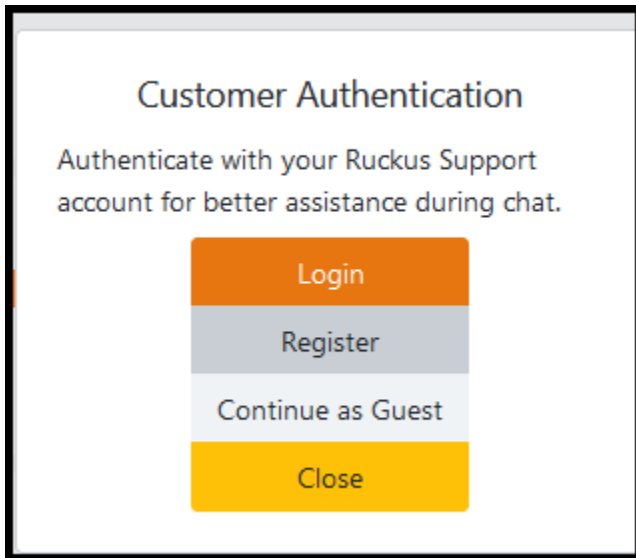 Customer Authentication
Authenticate with your Ruckus Support
account for better assistance during chat.
Login
Register
Continue as Guest
Close